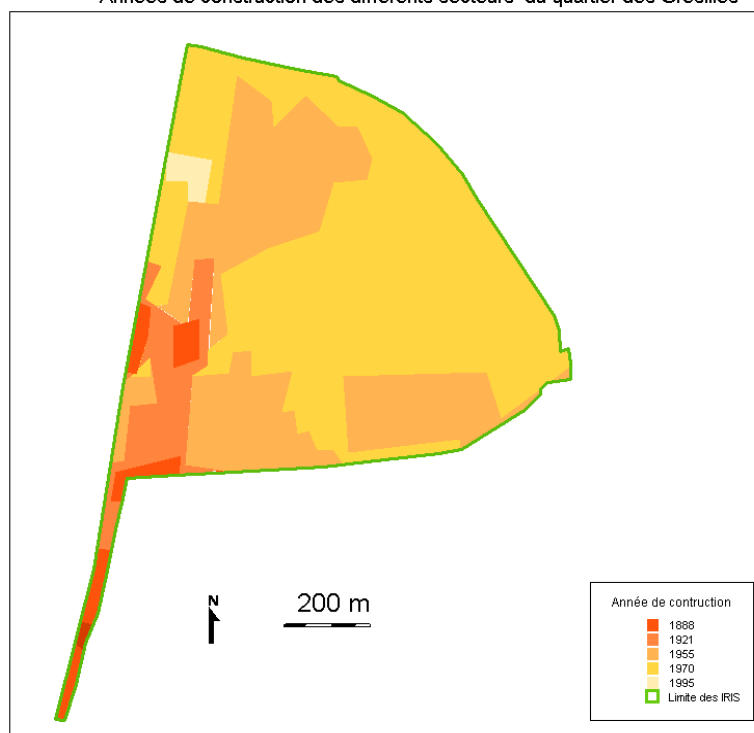 Années de construction des différents secteurs du quartier des Grésilles
N
200 m
Année de contruction
1888
1921
1955
1970
1995
Limite des IRIS